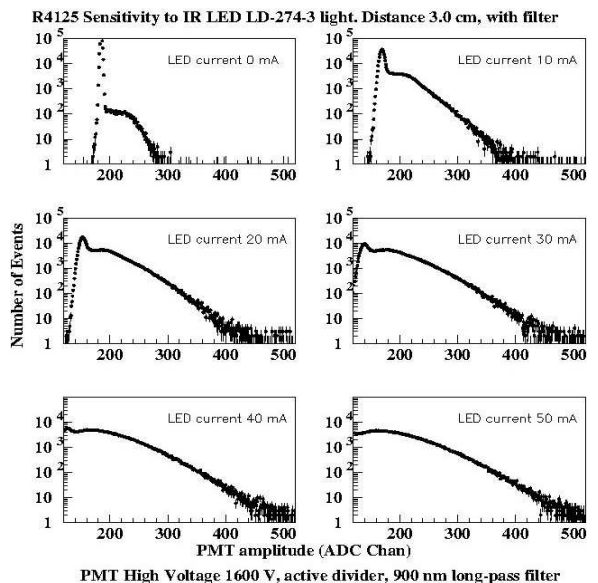 R4125 Sensitivity to IR LED LD-274-3 light. Distance 3.0 cm, with filter
10 5
10 4
10 3
10 2
10
1
LED current 0 mA
200 300 400 500
10 5
10 4
10 3
10 2
10
1
LED current 10 mA
200 300 400 500
Number of Events
10 5
10 4
10 3
10 2
10
1
LED current 20 mA
200 300 400 500
10 5
10 4
10 3
10 2
10
1
LED current 30 mA
200 300 400 500
10 5
10 4
10 3
10 2
10
1
LED current 40 mA
200 300 400 500
10 5
10 4
10 3
10 2
10
1
LED current 50 mA
200 300 400 500
PMT amplitude (ADC Chan)
PMT High Voltage 1600 V, active divider, 900 nm long-pass filter